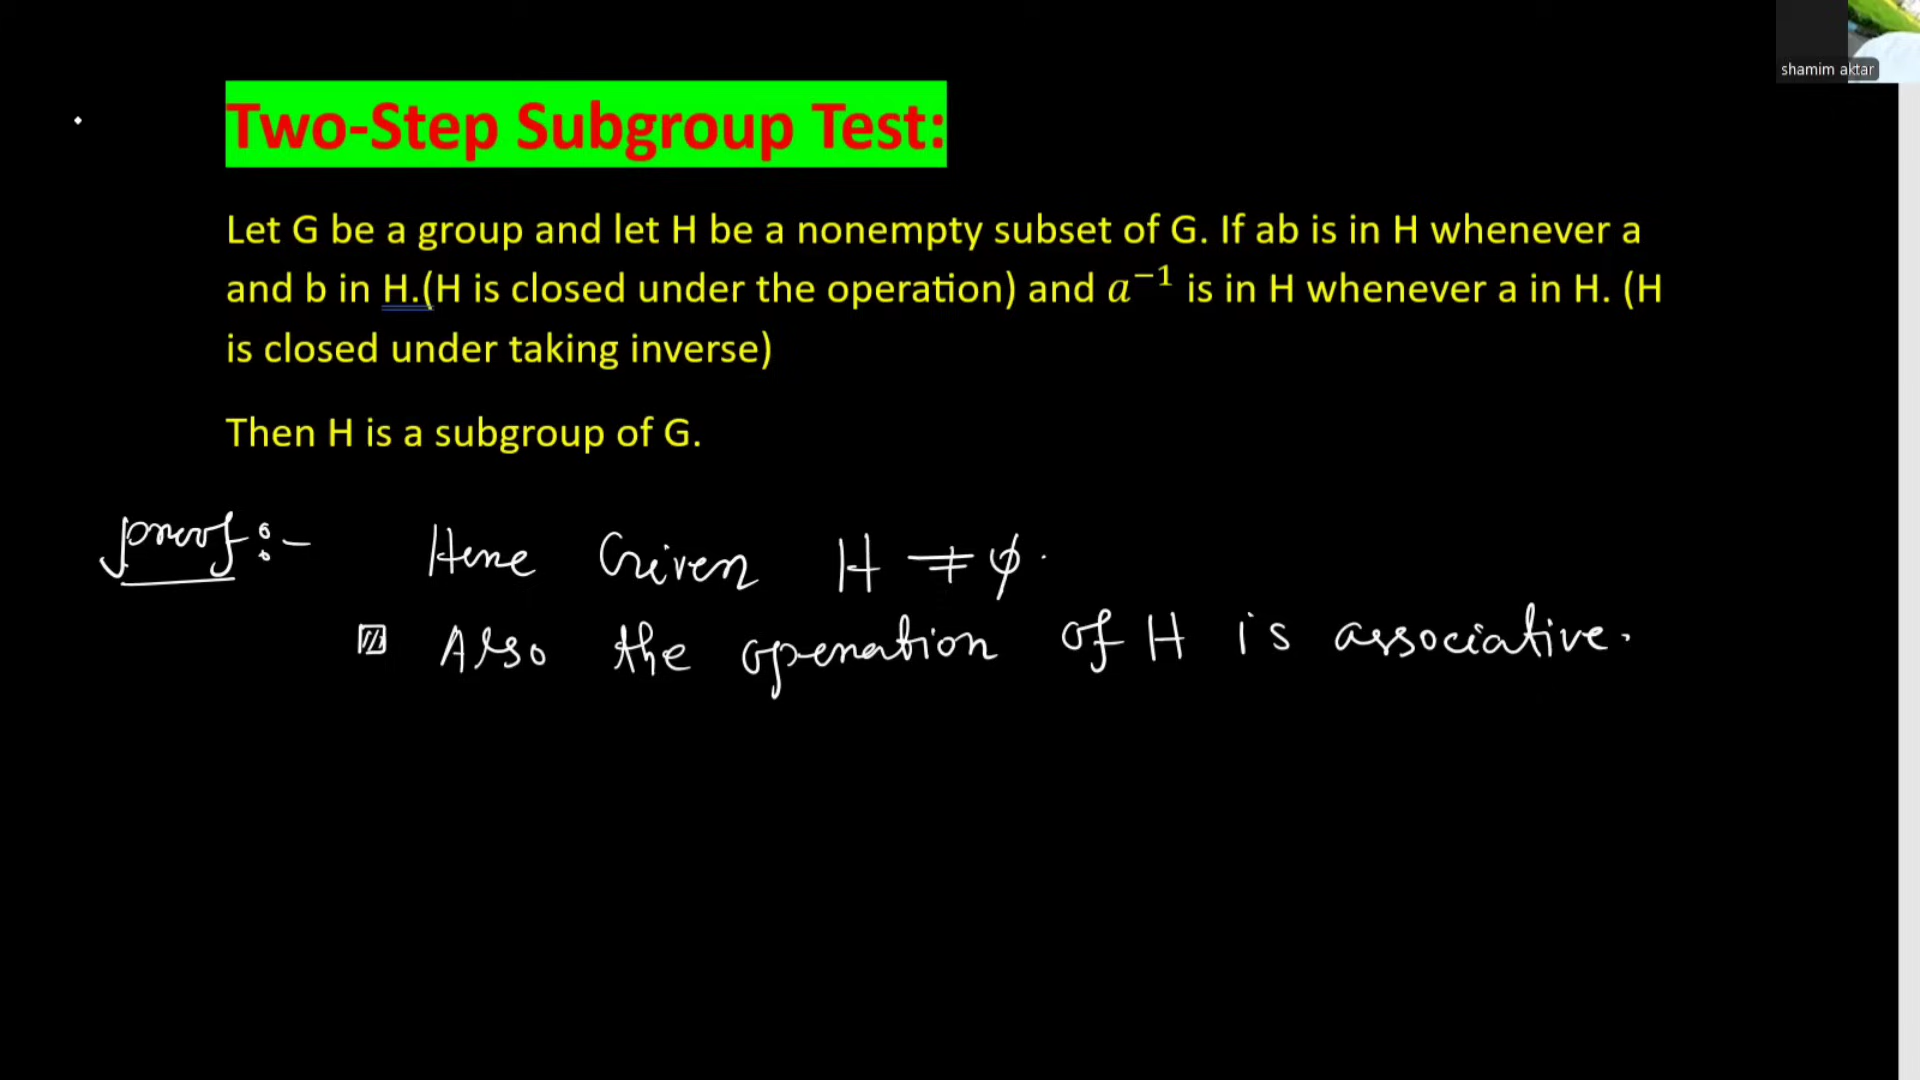 shamim aktar
Two-Step Subgroup Test:
Let G be a group and let H be a nonempty subset of G. If ab is in H whenever a
and b in H.(H is closed under the operation) and a⁻¹ is in H whenever a in H. (H
is closed under taking inverse)
Then H is a subgroup of G.
proof :- Here Given H ≠ φ.
Also the operation of H is associative.